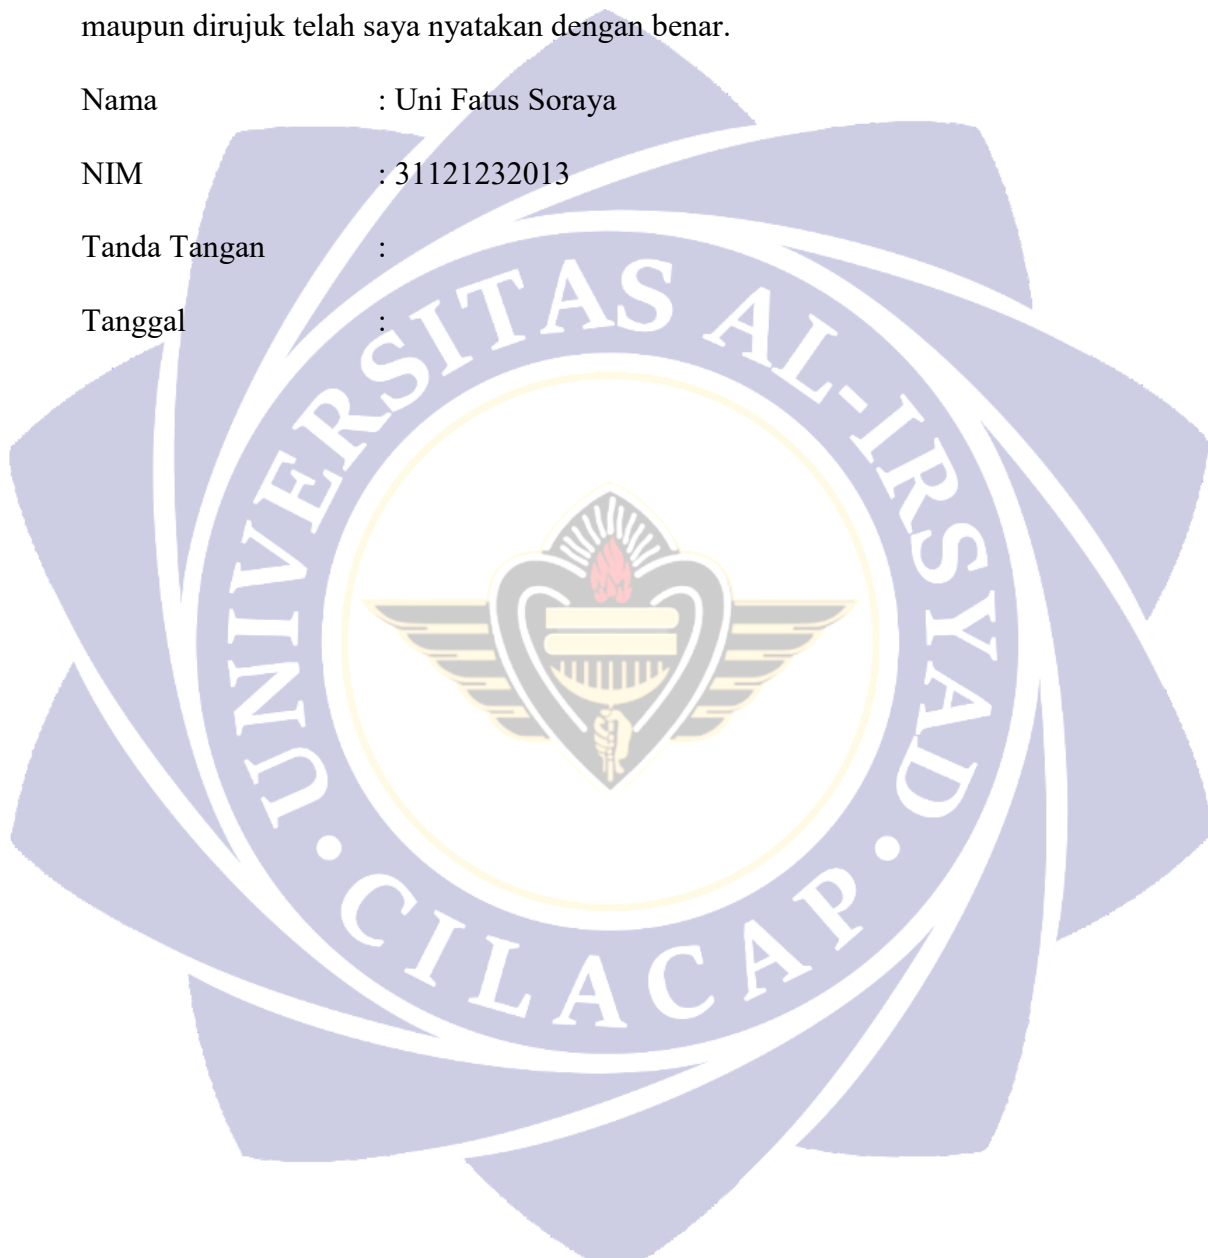 maupun dirujuk telah saya nyatakan dengan benar.
Nama : Uni Fatus Soraya
NIM : 31121232013
Tanda Tangan :
Tanggal :
UNIVERSITAS AL-IRSYAD
• CILACAP •